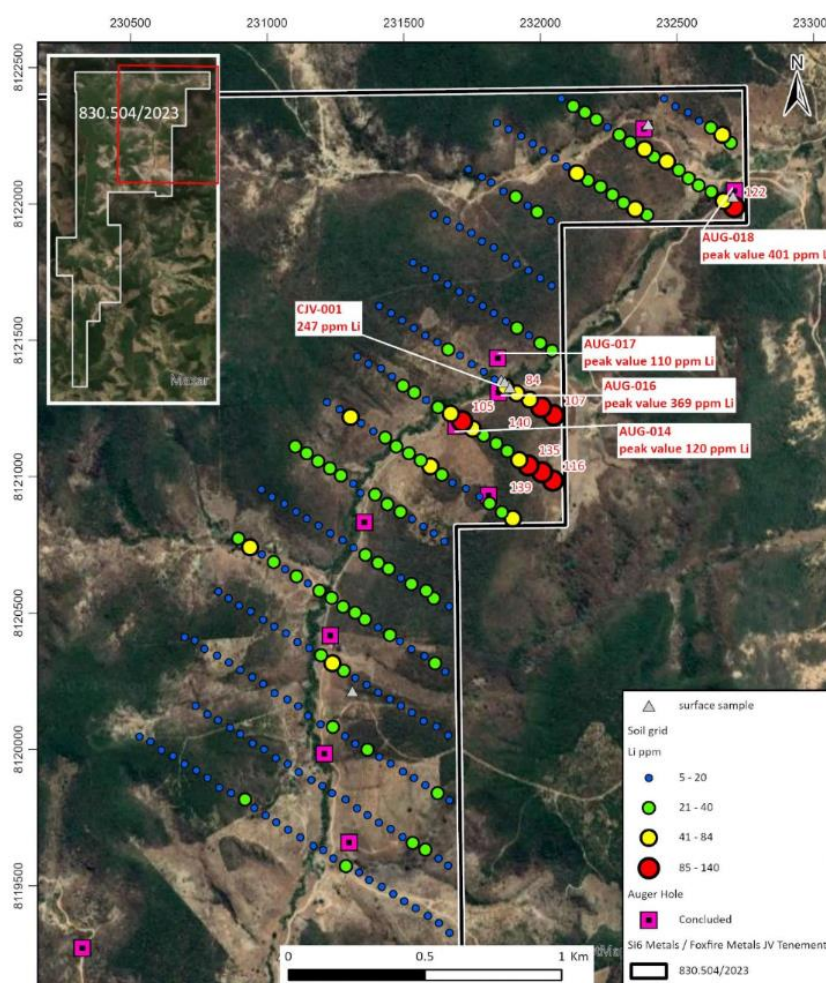 230500 231000 231500 232000 232500 23300
8122500
8122000
8121500
8121000
8120500
8120000
8119500
830.504/2023
Maxar
N
122
AUG-018
peak value 401 ppm Li
CJV-001
247 ppm Li
AUG-017
peak value 110 ppm Li
84
AUG-016
peak value 369 ppm Li
107
105
140
AUG-014
peak value 120 ppm Li
135
116
139
surface sample
Soil grid
Li ppm
5 - 20
21 - 40
41 - 84
85 - 140
Auger Hole
Concluded
Si6 Metals / Foxfire Metals JV Tenement
830.504/2023
0 0.5 1 Km